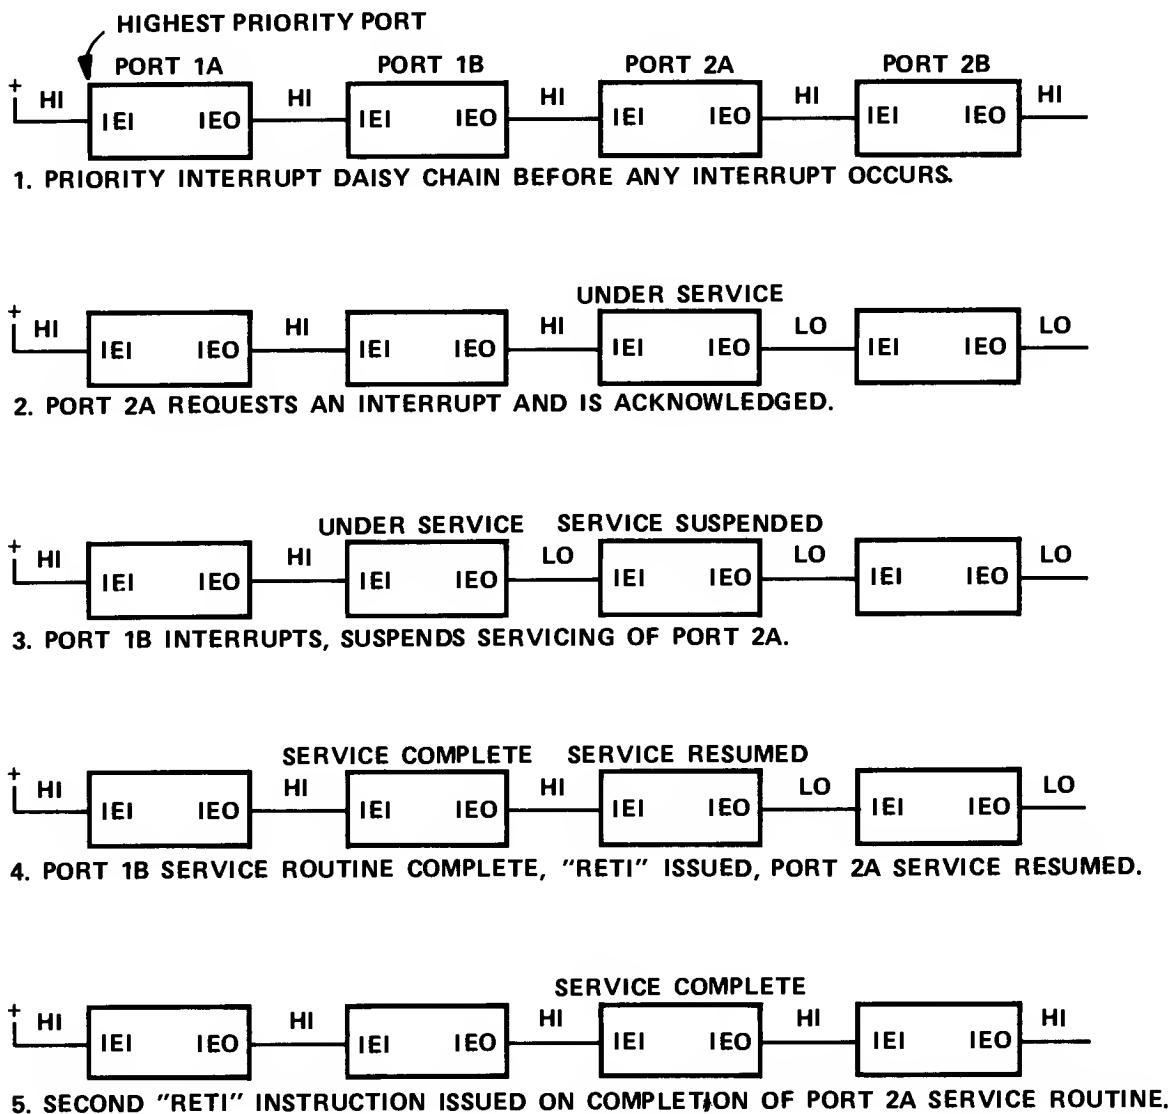 HIGHEST PRIORITY PORT
PORT 1A PORT 1B PORT 2A PORT 2B
+ HI HI HI HI HI
IEI IEO IEI IEO IEI IEO IEI IEO
1. PRIORITY INTERRUPT DAISY CHAIN BEFORE ANY INTERRUPT OCCURS.
UNDER SERVICE
+ HI HI HI LO LO
IEI IEO IEI IEO IEI IEO IEI IEO
2. PORT 2A REQUESTS AN INTERRUPT AND IS ACKNOWLEDGED.
UNDER SERVICE SERVICE SUSPENDED
+ HI HI LO LO LO
IEI IEO IEI IEO IEI IEO IEI IEO
3. PORT 1B INTERRUPTS, SUSPENDS SERVICING OF PORT 2A.
SERVICE COMPLETE SERVICE RESUMED
+ HI HI HI LO LO
IEI IEO IEI IEO IEI IEO IEI IEO
4. PORT 1B SERVICE ROUTINE COMPLETE, "RETI" ISSUED, PORT 2A SERVICE RESUMED.
SERVICE COMPLETE
+ HI HI HI HI HI
IEI IEO IEI IEO IEI IEO IEI IEO
5. SECOND "RETI" INSTRUCTION ISSUED ON COMPLETION OF PORT 2A SERVICE ROUTINE.